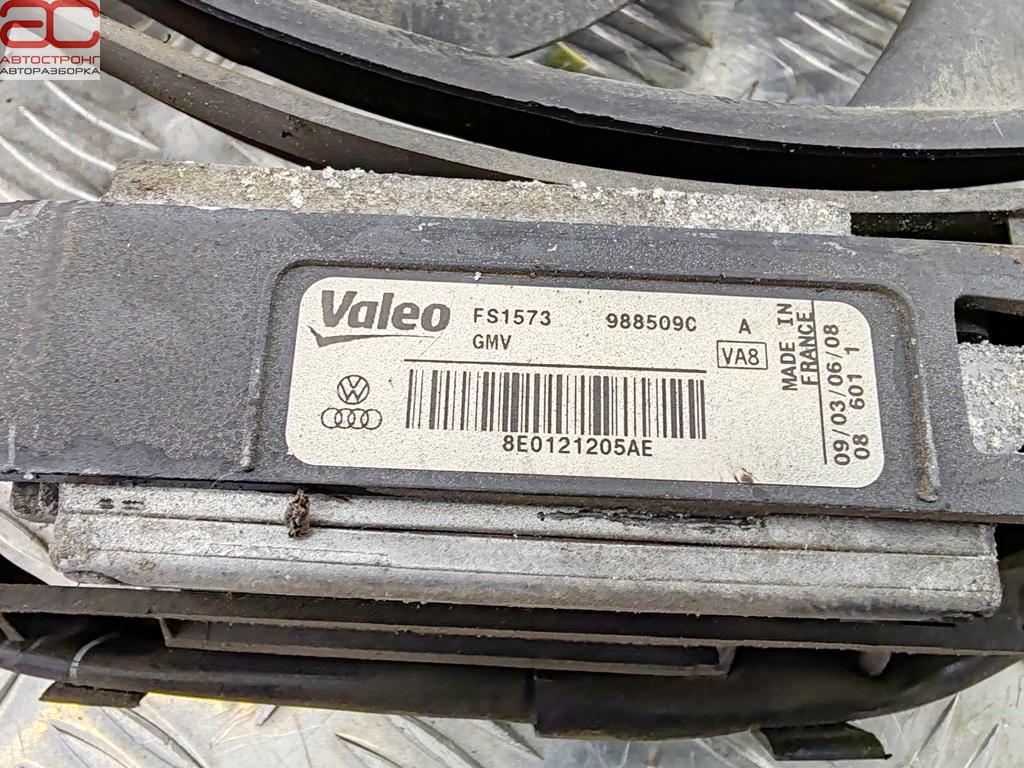 АС
АВТОСТРОНГ
АВТОРАЗБОРКА
Valeo FS1573 988509C A
GMV VA8
MADE IN
FRANCE
09/03/06/08
08 601 1
VW
8E0121205AE